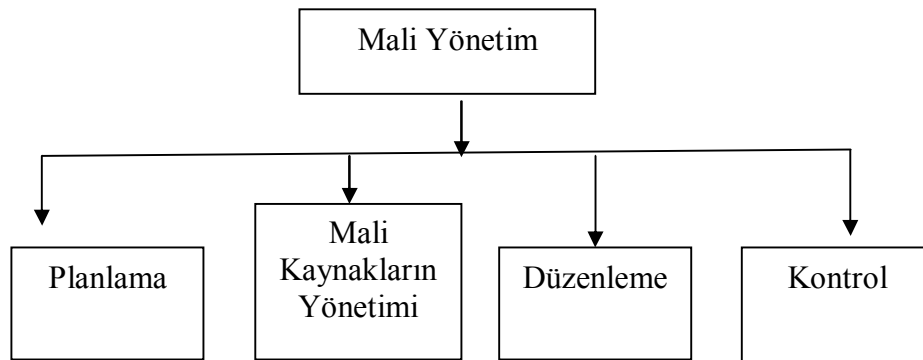 Mali Yönetim
Planlama
Mali
Kaynakların
Yönetimi
Düzenleme
Kontrol